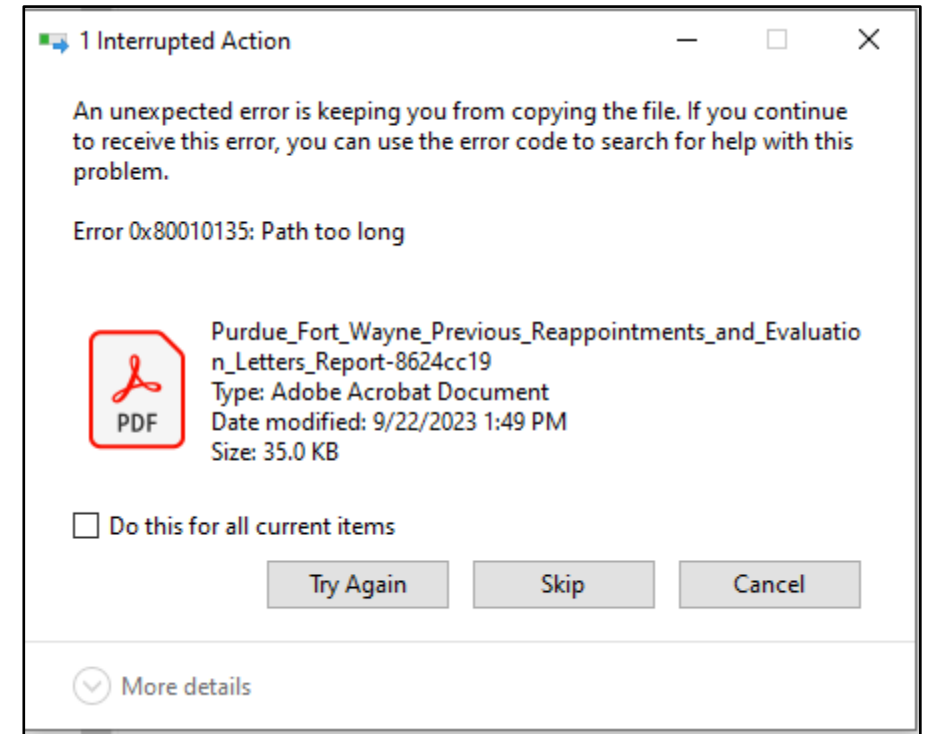 1 Interrupted Action
An unexpected error is keeping you from copying the file. If you continue
to receive this error, you can use the error code to search for help with this
problem.
Error 0x80010135: Path too long
Purdue_Fort_Wayne_Previous_Reappointments_and_Evaluatio
n_Letters_Report-8624cc19
Type: Adobe Acrobat Document
Date modified: 9/22/2023 1:49 PM
Size: 35.0 KB
PDF
Do this for all current items
Try Again
Skip
Cancel
More details